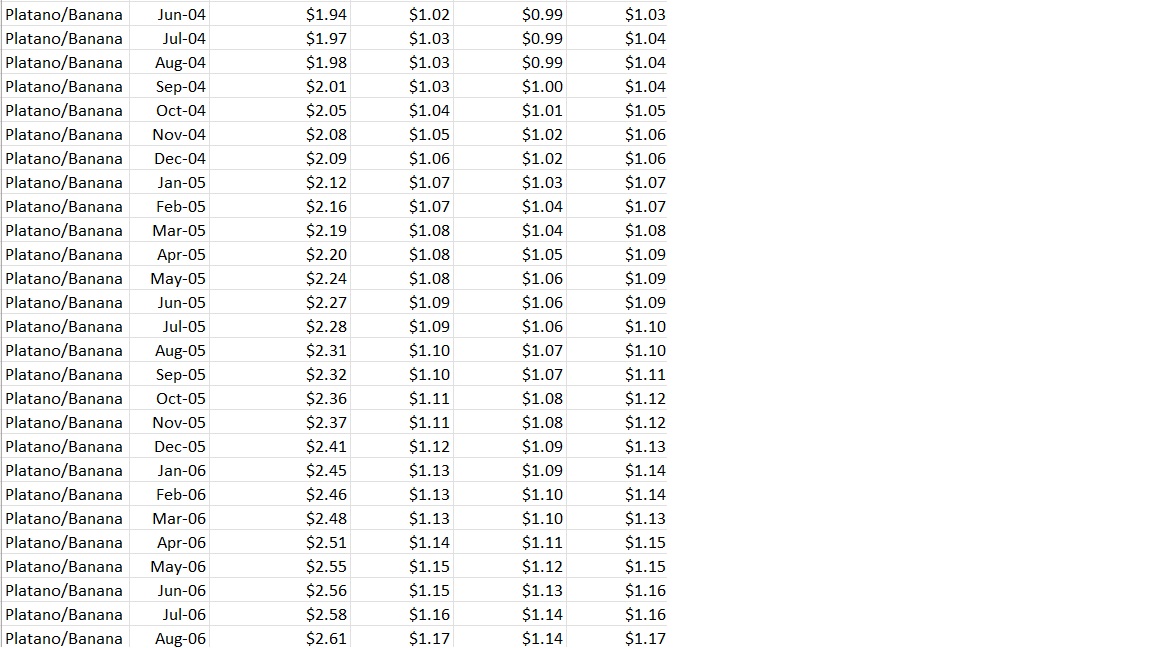 Platano/Banana Jun-04 $1.94 $1.02 $0.99 $1.03
Platano/Banana Jul-04 $1.97 $1.03 $0.99 $1.04
Platano/Banana Aug-04 $1.98 $1.03 $0.99 $1.04
Platano/Banana Sep-04 $2.01 $1.03 $1.00 $1.04
Platano/Banana Oct-04 $2.05 $1.04 $1.01 $1.05
Platano/Banana Nov-04 $2.08 $1.05 $1.02 $1.06
Platano/Banana Dec-04 $2.09 $1.06 $1.02 $1.06
Platano/Banana Jan-05 $2.12 $1.07 $1.03 $1.07
Platano/Banana Feb-05 $2.16 $1.07 $1.04 $1.07
Platano/Banana Mar-05 $2.19 $1.08 $1.04 $1.08
Platano/Banana Apr-05 $2.20 $1.08 $1.05 $1.09
Platano/Banana May-05 $2.24 $1.08 $1.06 $1.09
Platano/Banana Jun-05 $2.27 $1.09 $1.06 $1.09
Platano/Banana Jul-05 $2.28 $1.09 $1.06 $1.10
Platano/Banana Aug-05 $2.31 $1.10 $1.07 $1.10
Platano/Banana Sep-05 $2.32 $1.10 $1.07 $1.11
Platano/Banana Oct-05 $2.36 $1.11 $1.08 $1.12
Platano/Banana Nov-05 $2.37 $1.11 $1.08 $1.12
Platano/Banana Dec-05 $2.41 $1.12 $1.09 $1.13
Platano/Banana Jan-06 $2.45 $1.13 $1.09 $1.14
Platano/Banana Feb-06 $2.46 $1.13 $1.10 $1.14
Platano/Banana Mar-06 $2.48 $1.13 $1.10 $1.13
Platano/Banana Apr-06 $2.51 $1.14 $1.11 $1.15
Platano/Banana May-06 $2.55 $1.15 $1.12 $1.15
Platano/Banana Jun-06 $2.56 $1.15 $1.13 $1.16
Platano/Banana Jul-06 $2.58 $1.16 $1.14 $1.16
Platano/Banana Aug-06 $2.61 $1.17 $1.14 $1.17